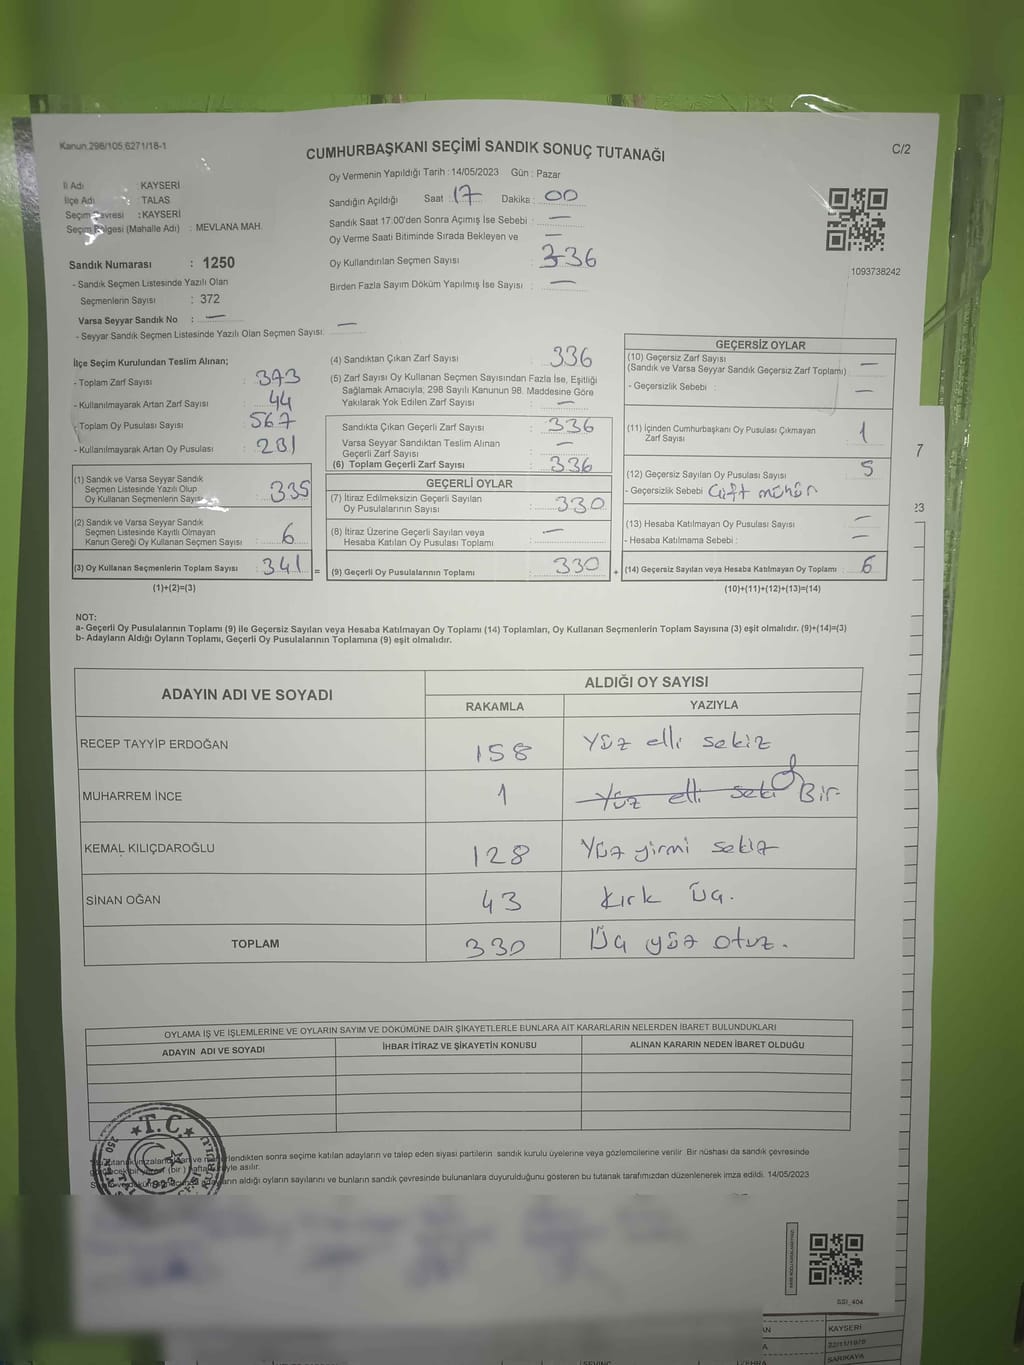 Kanun.298/105,6271/18-1
CUMHURBAŞKANI SEÇİMİ SANDIK SONUÇ TUTANAĞI
C/2
İl Adı : KAYSERİ
İlçe Adı : TALAS
Seçim Çevresi : KAYSERİ
Seçim Bölgesi (Mahalle Adı) : MEVLANA MAH.
Sandık Numarası : 1250
- Sandık Seçmen Listesinde Yazılı Olan
Seçmenlerin Sayısı : 372
Varsa Seyyar Sandık No : —
- Seyyar Sandık Seçmen Listesinde Yazılı Olan Seçmen Sayısı: —
Oy Vermenin Yapıldığı Tarih : 14/05/2023 Gün : Pazar
Sandığın Açıldığı Saat : 17 Dakika : 00
Sandık Saat 17:00'den Sonra Açımış İse Sebebi : —
Oy Verme Saati Bitiminde Sırada Bekleyen ve —
Oy Kullandırılan Seçmen Sayısı : 336
Birden Fazla Sayım Döküm Yapılmış İse Sayısı : —
1093738242
İlçe Seçim Kurulundan Teslim Alınan;
- Toplam Zarf Sayısı : 373
- Kullanılmayarak Artan Zarf Sayısı : 44
- Toplam Oy Pusulası Sayısı : 567
- Kullanılmayarak Artan Oy Pusulası : 231
(1) Sandık ve Varsa Seyyar Sandık
Seçmen Listesinde Yazılı Olup
Oy Kullanan Seçmenlerin Sayısı : 335
(2) Sandık ve Varsa Seyyar Sandık
Seçmen Listesinde Kayıtlı Olmayan
Kanun Gereği Oy Kullanan Seçmen Sayısı : 6
(3) Oy Kullanan Seçmenlerin Toplam Sayısı : 341
(1)+(2)=(3)
(4) Sandıktan Çıkan Zarf Sayısı : 336
(5) Zarf Sayısı Oy Kullanan Seçmen Sayısından Fazla İse, Eşitliği
Sağlamak Amacıyla, 298 Sayılı Kanunun 98. Maddesine Göre
Yakılarak Yok Edilen Zarf Sayısı : —
Sandıkta Çıkan Geçerli Zarf Sayısı : 336
Varsa Seyyar Sandıktan Teslim Alınan
Geçerli Zarf Sayısı : —
(6) Toplam Geçerli Zarf Sayısı : 336
GEÇERLİ OYLAR
(7) İtiraz Edilmeksizin Geçerli Sayılan
Oy Pusulalarının Sayısı : 330
(8) İtiraz Üzerine Geçerli Sayılan veya
Hesaba Katılan Oy Pusulası Toplamı : —
= (9) Geçerli Oy Pusulalarının Toplamı : 330
GEÇERSİZ OYLAR
(10) Geçersiz Zarf Sayısı
(Sandık ve Varsa Seyyar Sandık Geçersiz Zarf Toplamı) : —
- Geçersizlik Sebebi : —
(11) İçinden Cumhurbaşkanı Oy Pusulası Çıkmayan
Zarf Sayısı : 1
(12) Geçersiz Sayılan Oy Pusulası Sayısı : 5
- Geçersizlik Sebebi Çift mühür
(13) Hesaba Katılmayan Oy Pusulası Sayısı : —
- Hesaba Katılmama Sebebi : —
+ (14) Geçersiz Sayılan veya Hesaba Katılmayan Oy Toplamı : 6
(10)+(11)+(12)+(13)=(14)
NOT:
a- Geçerli Oy Pusulalarının Toplamı (9) ile Geçersiz Sayılan veya Hesaba Katılmayan Oy Toplamı (14) Toplamları, Oy Kullanan Seçmenlerin Toplam Sayısına (3) eşit olmalıdır. (9)+(14)=(3)
b- Adayların Aldığı Oyların Toplamı, Geçerli Oy Pusulalarının Toplamına (9) eşit olmalıdır.
ADAYIN ADI VE SOYADI
ALDIĞI OY SAYISI
RAKAMLA YAZIYLA
RECEP TAYYİP ERDOĞAN 158 Yüz elli sekiz
MUHARREM İNCE 1 Yüz elli seki Bir
KEMAL KILIÇDAROĞLU 128 Yüz yirmi sekiz
SİNAN OĞAN 43 Kırk Üç.
TOPLAM 330 Üç yüz otuz.
OYLAMA İŞ VE İŞLEMLERİNE VE OYLARIN SAYIM VE DÖKÜMÜNE DAİR ŞİKAYETLERLE BUNLARA AİT KARARLARIN NELERDEN İBARET BULUNDUKLARI
ADAYIN ADI VE SOYADI İHBAR İTİRAZ VE ŞİKAYETİN KONUSU ALINAN KARARIN NEDEN İBARET OLDUĞU
T.C.
sonra seçime katılan adayların ve talep eden siyasi partilerin sandık kurulu üyelerine veya gözlemcilerine verilir. Bir nüshası da sandık çevresinde
(bir) hafta asılır.
aldığı oyların sayılarını ve bunların sandık çevresinde bulunanlara duyurulduğunu gösteren bu tutanak tarafımızdan düzenlenerek imza edildi. 14/05/2023
SSİ_404
7
23
KAYSERİ
SARIKAYA